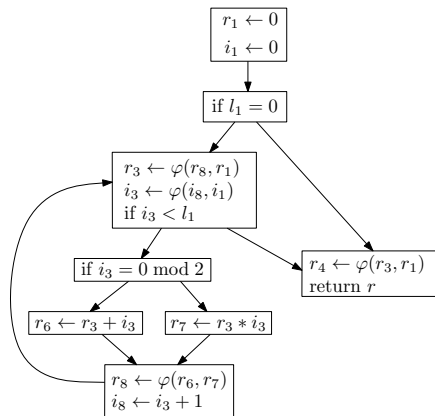 r₁ ← 0
i₁ ← 0
if l₁ = 0
r₃ ← φ(r₈, r₁)
i₃ ← φ(i₈, i₁)
if i₃ < l₁
r₄ ← φ(r₃, r₁)
return r
if i₃ = 0 mod 2
r₆ ← r₃ + i₃
r₇ ← r₃ * i₃
r₈ ← φ(r₆, r₇)
i₈ ← i₃ + 1